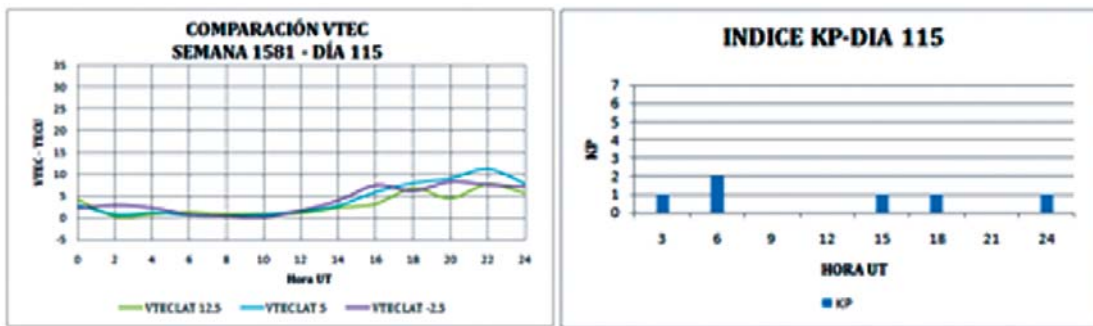 COMPARACIÓN VTEC
SEMANA 1581 - DÍA 115
VTEC - TECU
35
30
25
20
15
10
5
0
-5
0 2 4 6 8 10 12 14 16 18 20 22 24
Hora UT
VTECLAT 12.5 VTECLAT 5 VTECLAT -2.5
INDICE KP-DIA 115
KP
7
6
5
4
3
2
1
0
3 6 9 12 15 18 21 24
HORA UT
KP